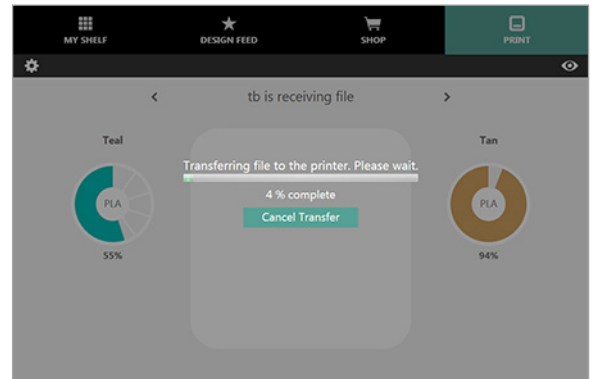 MY SHELF
DESIGN FEED
SHOP
PRINT
tb is receiving file
Teal
Tan
Transferring file to the printer. Please wait.
4 % complete
Cancel Transfer
PLA
PLA
55%
94%